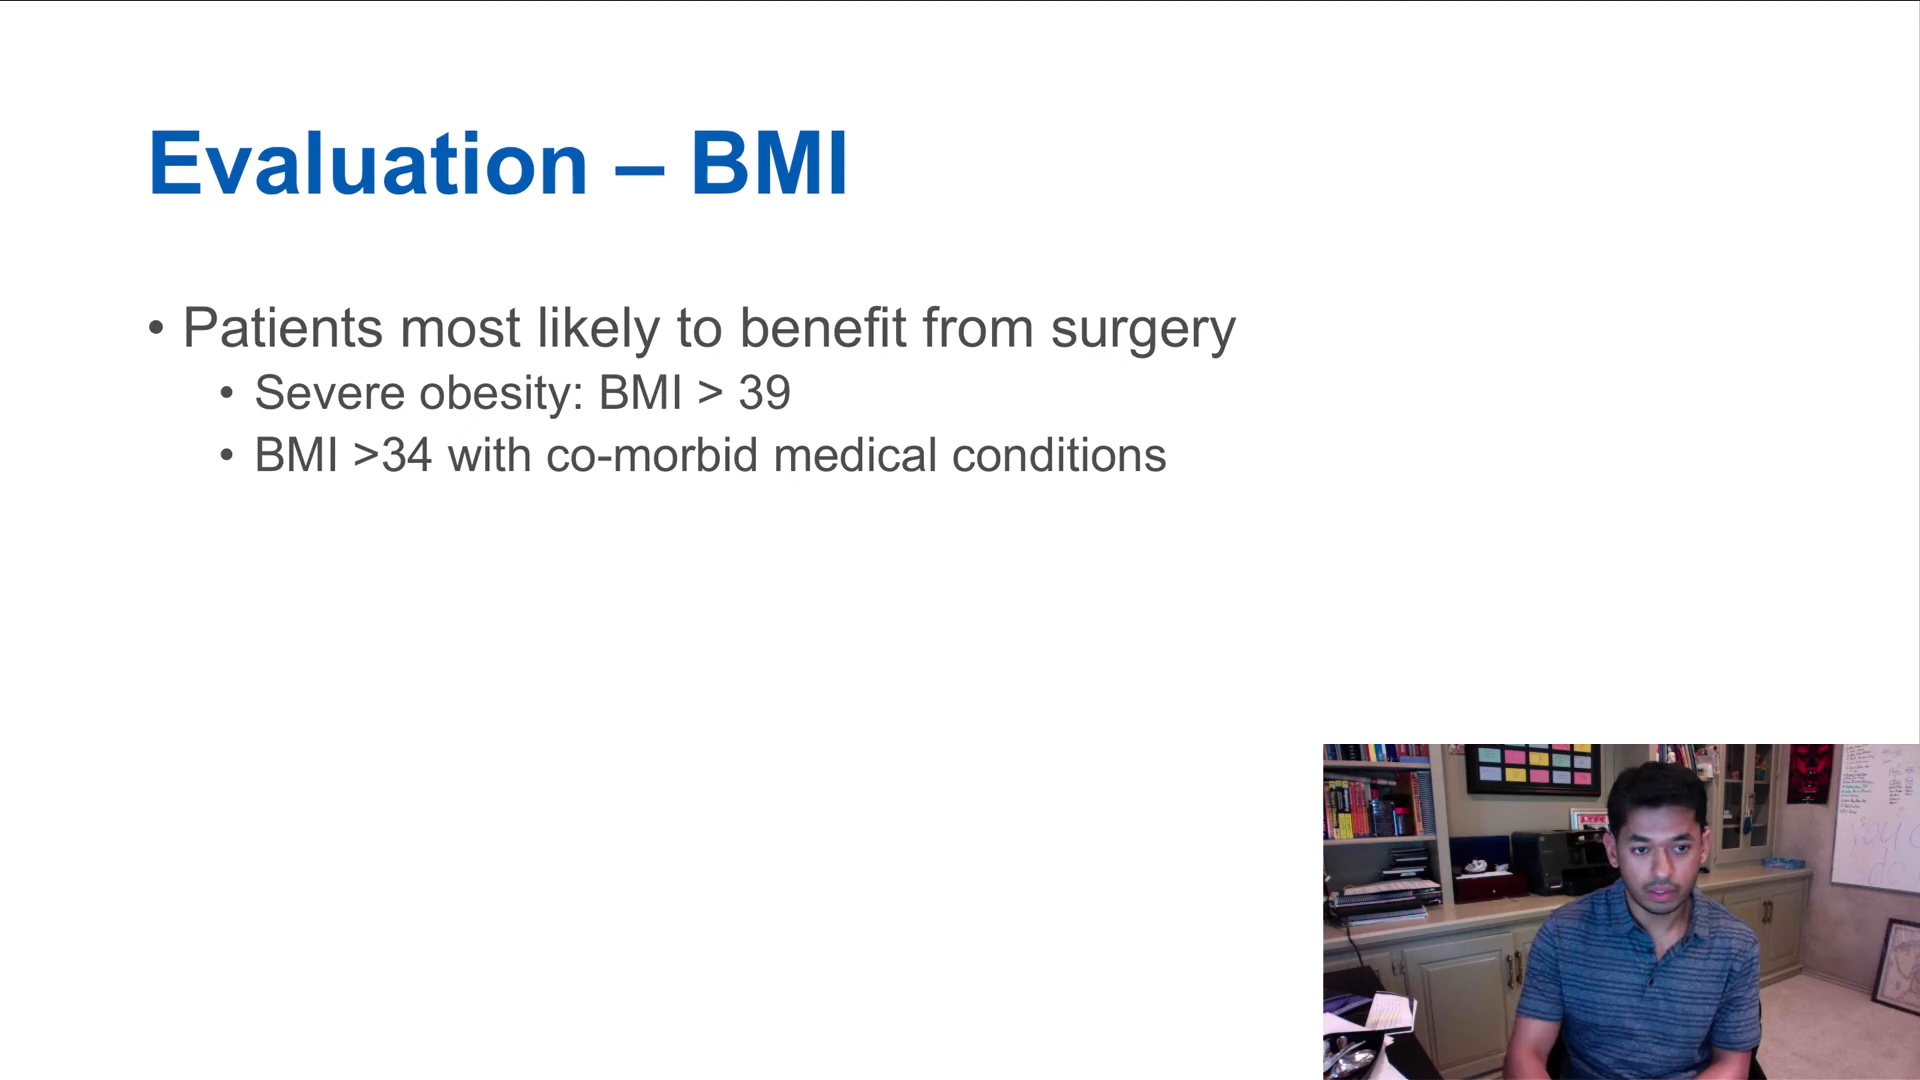 Evaluation – BMI
• Patients most likely to benefit from surgery
• Severe obesity: BMI > 39
• BMI >34 with co-morbid medical conditions